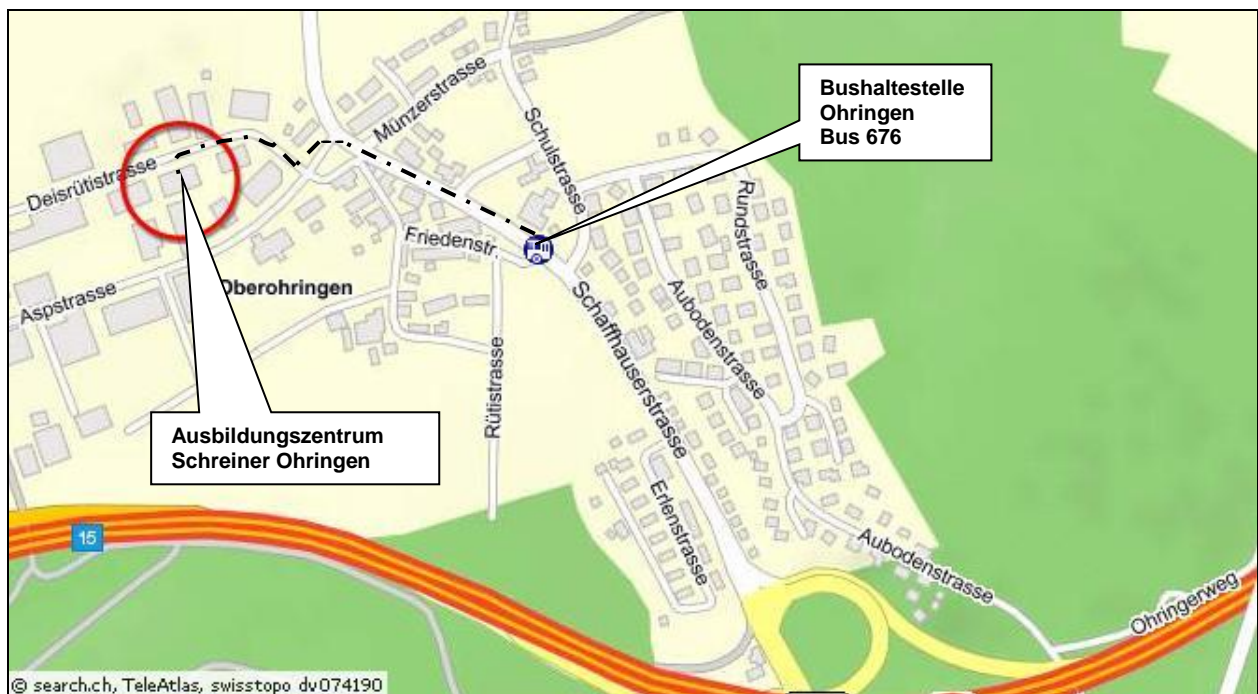 Bushaltestelle
Ohringen
Bus 676
Münzerstrasse
Schulstrasse
Deisrütistrasse
Rundstrasse
Friedenstr.
Aspstrasse
Oberohringen
Schaffhauserstrasse
Aubodenstrasse
Rütistrasse
Ausbildungszentrum
Schreiner Ohringen
Erlenstrasse
15
Aubodenstrasse
Ohringerweg
© search.ch, TeleAtlas, swisstopo dv074190